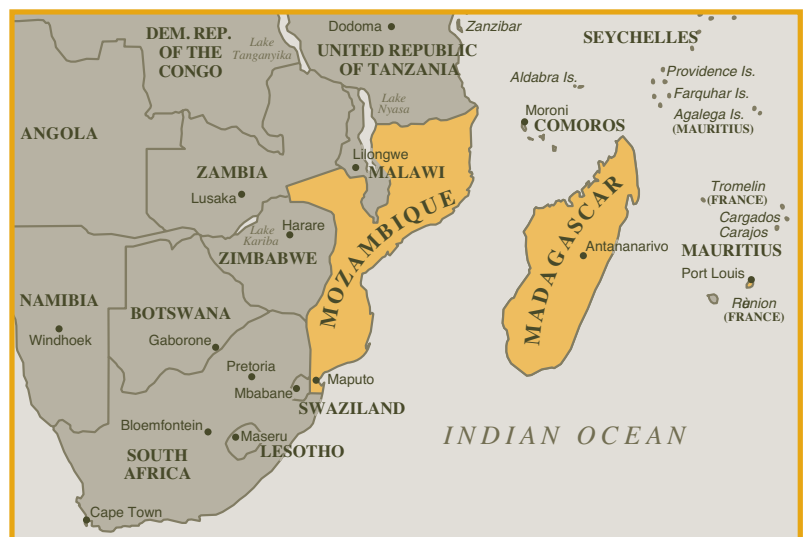 Dodoma
Zanzibar
DEM. REP.
OF THE
CONGO
Lake
Tanganyika
UNITED REPUBLIC
OF TANZANIA
SEYCHELLES
Aldabra Is.
Providence Is.
Farquhar Is.
Agalega Is.
(MAURITIUS)
Lake
Nyasa
Moroni
COMOROS
ANGOLA
Lilongwe
MALAWI
ZAMBIA
Lusaka
MOZAMBIQUE
MADAGASCAR
Antananarivo
Tromelin
(FRANCE)
Cargados
Carajos
MAURITIUS
Port Louis
Rènion
(FRANCE)
Harare
Lake
Kariba
ZIMBABWE
NAMIBIA
Windhoek
BOTSWANA
Gaborone
Pretoria
Mbabane
Maputo
SWAZILAND
Bloemfontein
Maseru
LESOTHO
SOUTH
AFRICA
Cape Town
INDIAN OCEAN